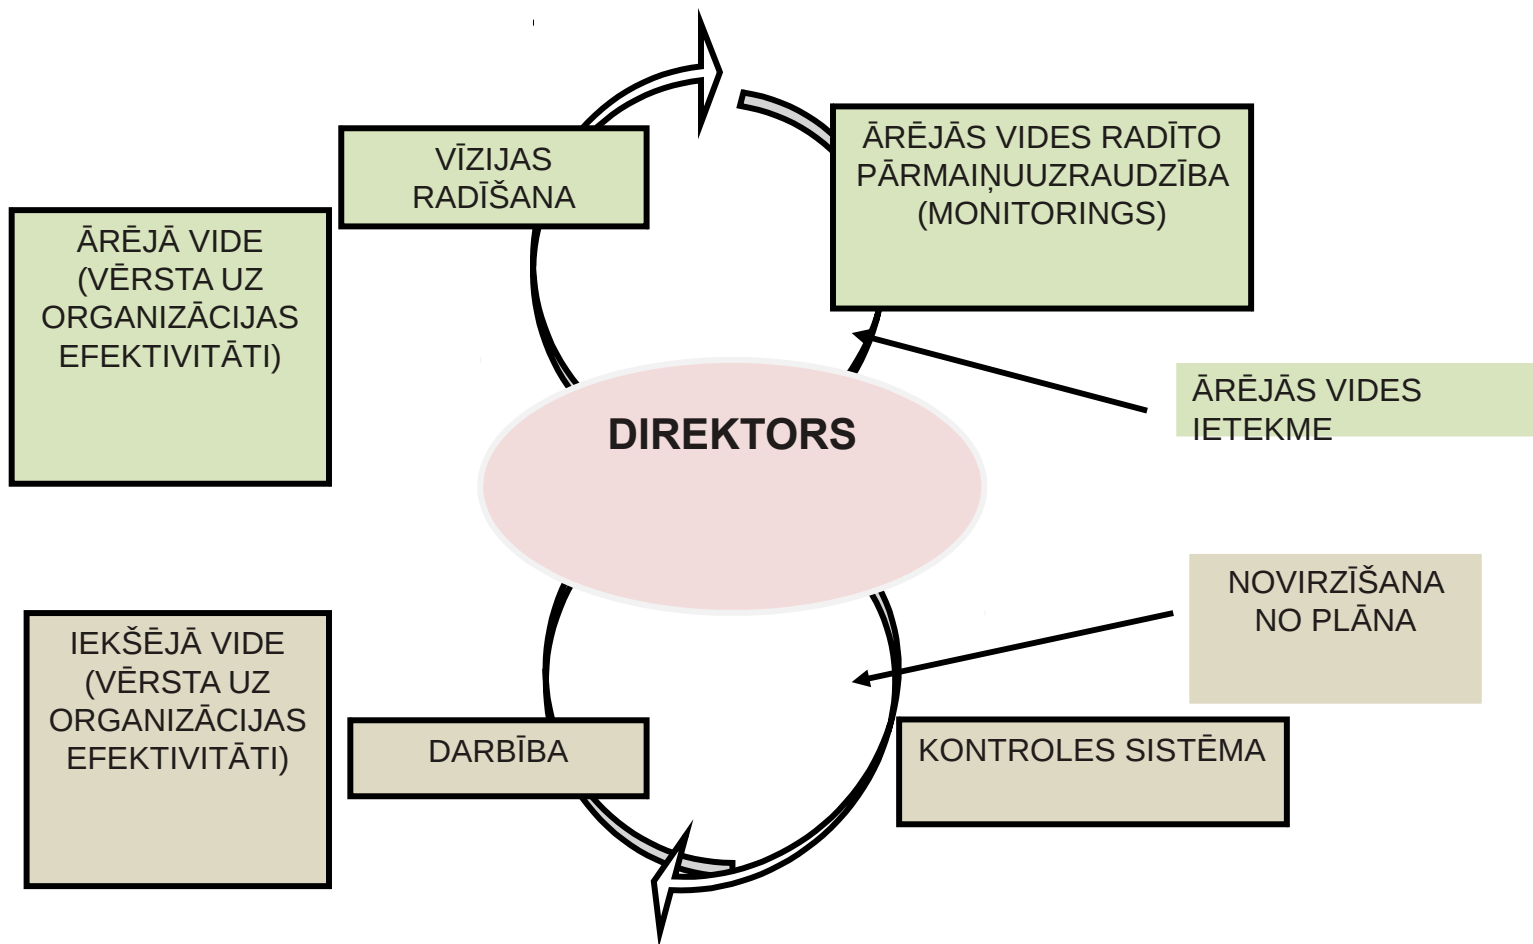 VĪZIJAS
RADĪŠANA
ĀRĒJĀS VIDES RADĪTO
PĀRMAIŅUUZRAUDZĪBA
(MONITORINGS)
ĀRĒJĀ VIDE
(VĒRSTA UZ
ORGANIZĀCIJAS
EFEKTIVITĀTI)
DIREKTORS
ĀRĒJĀS VIDES
IETEKME
NOVIRZĪŠANA
NO PLĀNA
IEKŠĒJĀ VIDE
(VĒRSTA UZ
ORGANIZĀCIJAS
EFEKTIVITĀTI)
DARBĪBA
KONTROLES SISTĒMA